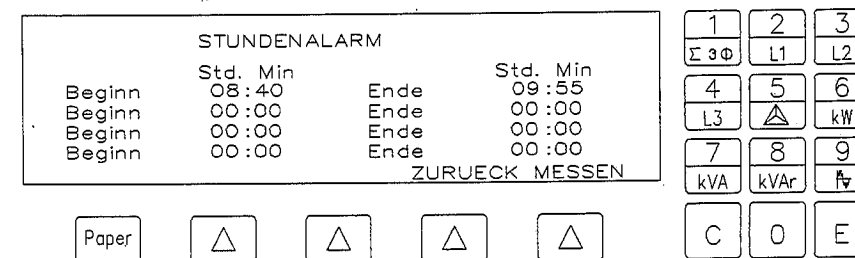 STUNDENALARM
Std. Min Std. Min
Beginn 08:40 Ende 09:55
Beginn 00:00 Ende 00:00
Beginn 00:00 Ende 00:00
Beginn 00:00 Ende 00:00
ZURUECK MESSEN
Paper
1 2 3
Σ 3Φ L1 L2
4 5 6
L3 kW
7 8 9
kVA kVAr
C 0 E